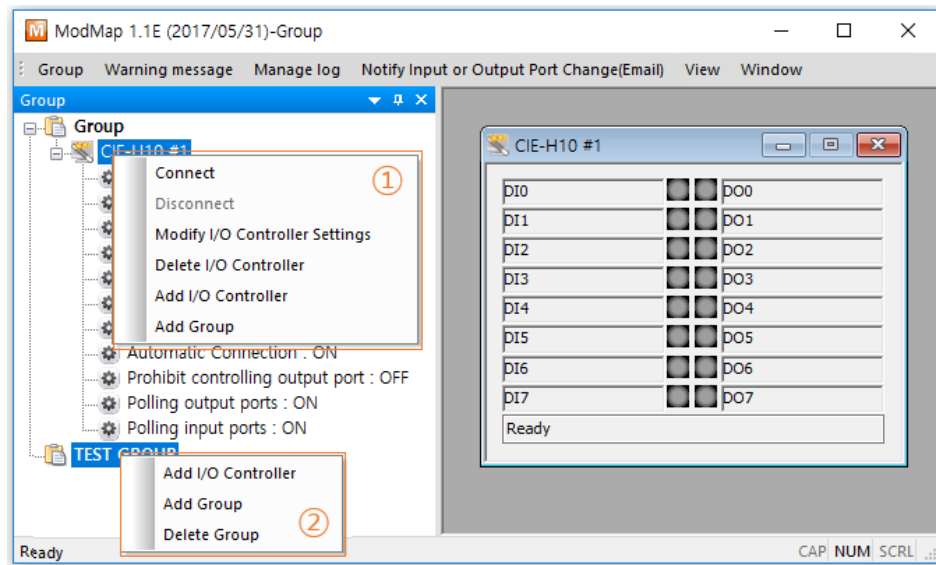 ModMap 1.1E (2017/05/31)-Group
Group Warning message Manage log Notify Input or Output Port Change(Email) View Window
Group
Group
CIE-H10 #1
Connect
①
Disconnect
Modify I/O Controller Settings
Delete I/O Controller
Add I/O Controller
Add Group
Automatic Connection : ON
Prohibit controlling output port : OFF
Polling output ports : ON
Polling input ports : ON
TEST GROUP
Add I/O Controller
Add Group
Delete Group
②
CIE-H10 #1
DI0 DO0
DI1 DO1
DI2 DO2
DI3 DO3
DI4 DO4
DI5 DO5
DI6 DO6
DI7 DO7
Ready
Ready CAP NUM SCRL